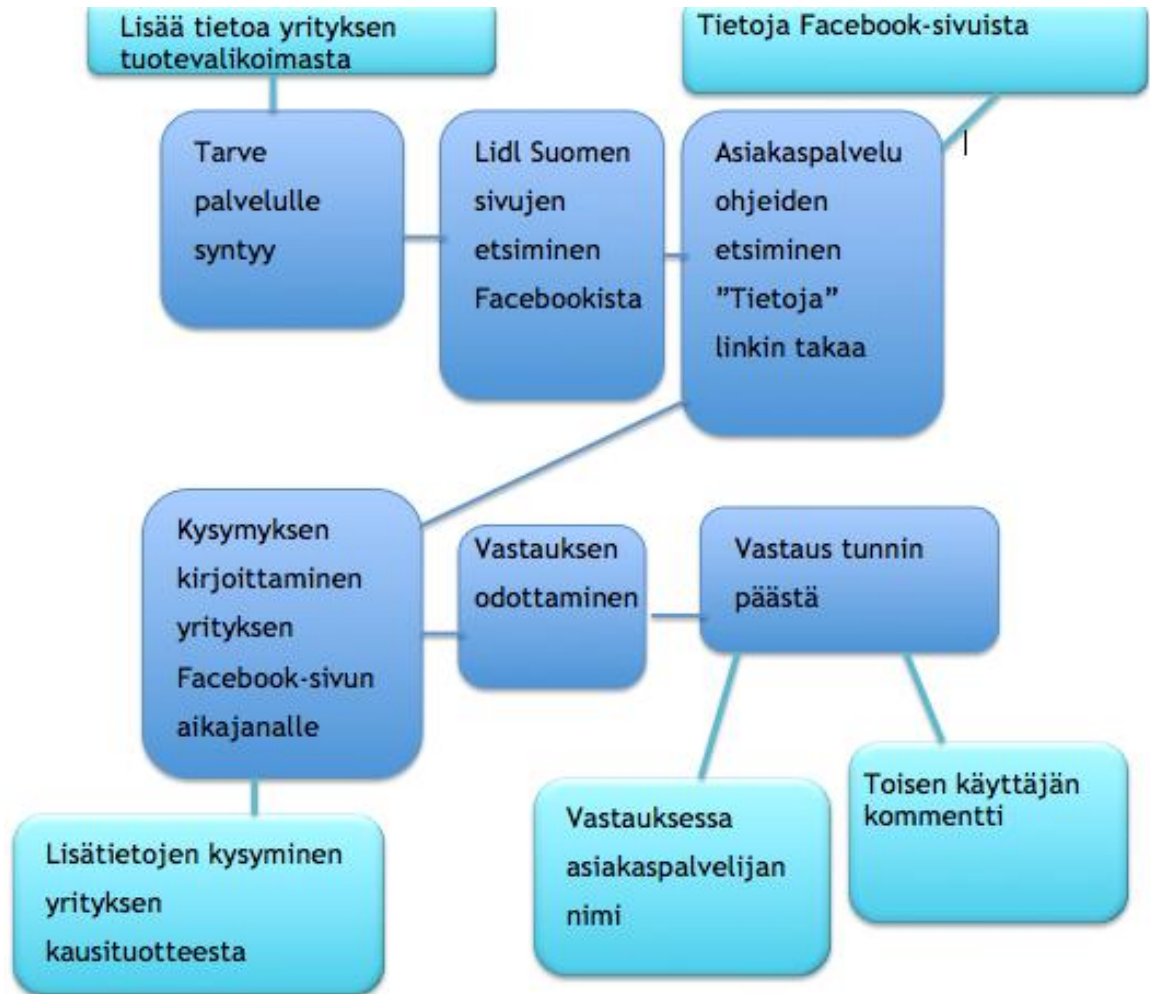 Lisää tietoa yrityksen
tuotevalikoimasta
Tietoja Facebook-sivuista
Tarve
palvelulle
syntyy
Lidl Suomen
sivujen
etsiminen
Facebookista
Asiakaspalvelu
ohjeiden
etsiminen
”Tietoja”
linkin takaa
Kysymyksen
kirjoittaminen
yrityksen
Facebook-sivun
aikajanalle
Vastauksen
odottaminen
Vastaus tunnin
päästä
Lisätietojen kysyminen
yrityksen
kausituotteesta
Vastauksessa
asiakaspalvelijan
nimi
Toisen käyttäjän
kommentti